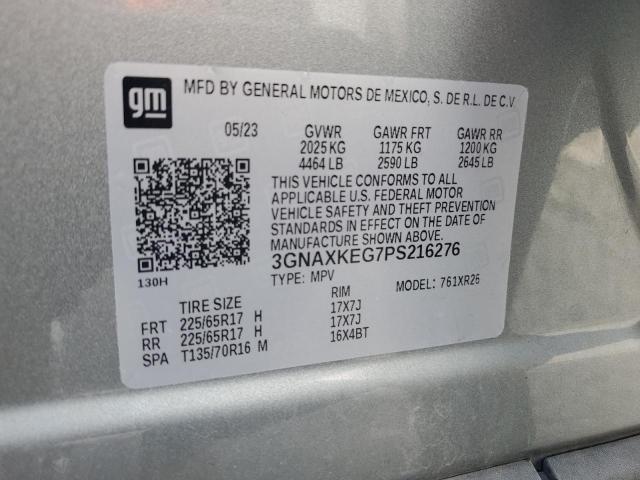 gm
MFD BY GENERAL MOTORS DE MEXICO, S. DE R.L. DE C.V
05/23 GVWR GAWR FRT GAWR RR
2025 KG 1175 KG 1200 KG
4464 LB 2590 LB 2645 LB
THIS VEHICLE CONFORMS TO ALL
APPLICABLE U.S. FEDERAL MOTOR
VEHICLE SAFETY AND THEFT PREVENTION
STANDARDS IN EFFECT ON THE DATE OF
MANUFACTURE SHOWN ABOVE.
3GNAXKEG7PS216276
130H TYPE: MPV MODEL: 761XR26
TIRE SIZE RIM
FRT 225/65R17 H 17X7J
RR 225/65R17 H 17X7J
SPA T135/70R16 M 16X4BT